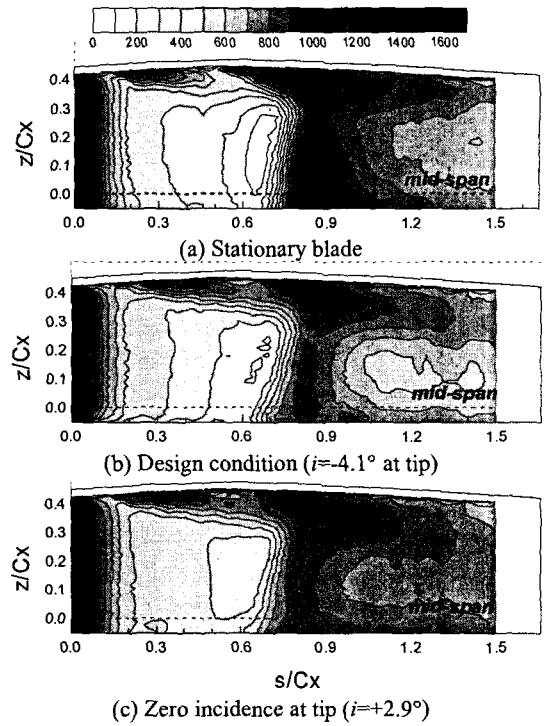 0 200 400 600 800 1000 1200 1400 1600
z/Cx
0.4
0.3
0.2
0.1
0.0
mid-span
0.0 0.3 0.6 0.9 1.2 1.5
(a) Stationary blade
z/Cx
0.4
0.3
0.2
0.1
0.0
mid-span
0.0 0.3 0.6 0.9 1.2 1.5
(b) Design condition (i=-4.1° at tip)
z/Cx
0.4
0.3
0.2
0.1
0.0
mid-span
0.0 0.3 0.6 0.9 1.2 1.5
s/Cx
(c) Zero incidence at tip (i=+2.9°)